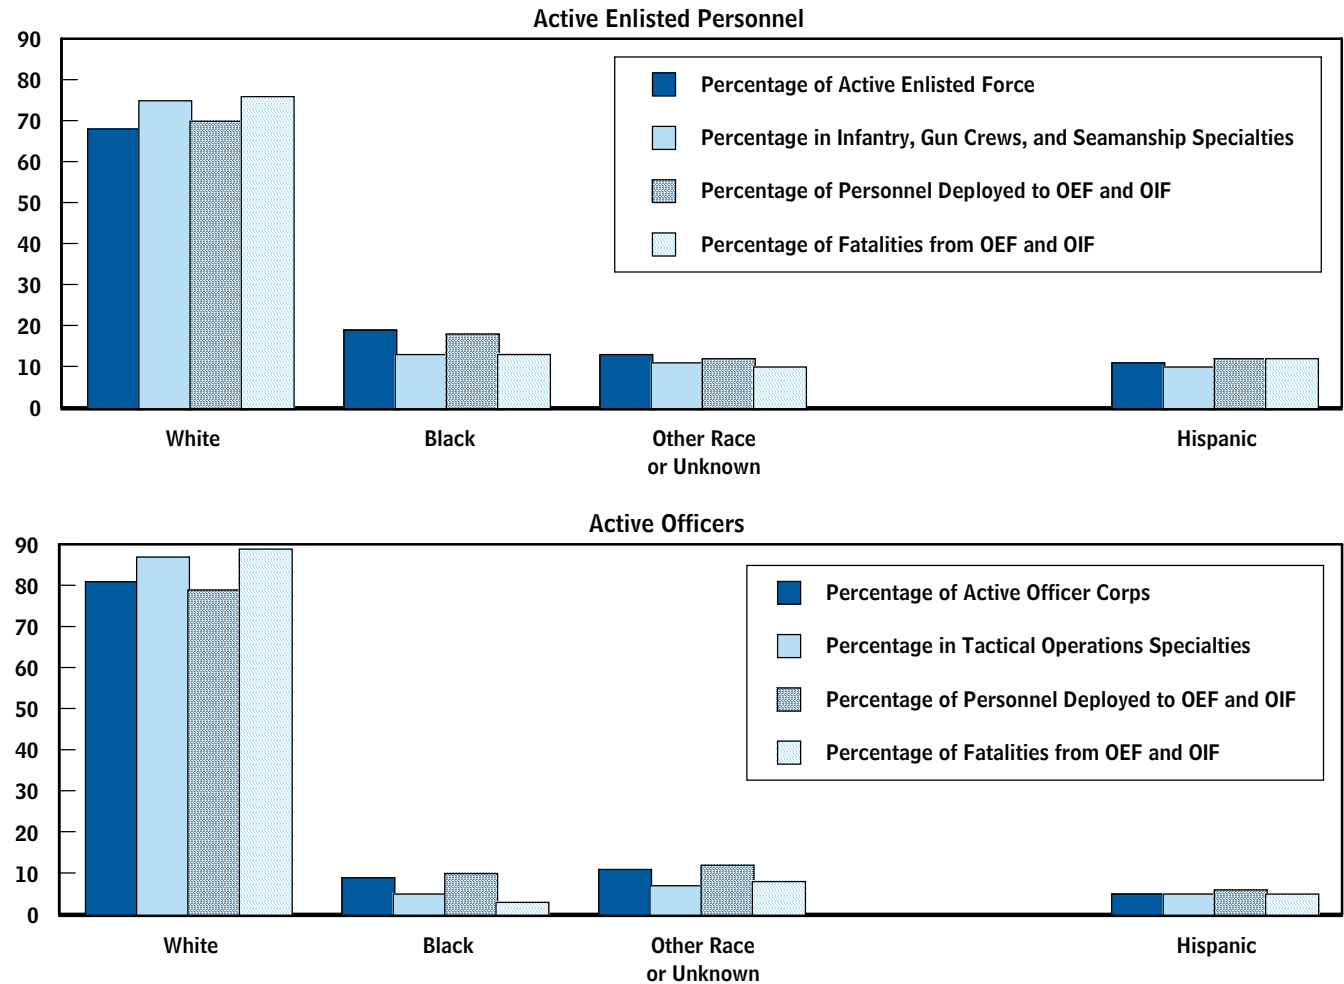 Active Enlisted Personnel
90
80
70
60
50
40
30
20
10
0
Percentage of Active Enlisted Force
Percentage in Infantry, Gun Crews, and Seamanship Specialties
Percentage of Personnel Deployed to OEF and OIF
Percentage of Fatalities from OEF and OIF
White
Black
Other Race
or Unknown
Hispanic
Active Officers
90
80
70
60
50
40
30
20
10
0
Percentage of Active Officer Corps
Percentage in Tactical Operations Specialties
Percentage of Personnel Deployed to OEF and OIF
Percentage of Fatalities from OEF and OIF
White
Black
Other Race
or Unknown
Hispanic